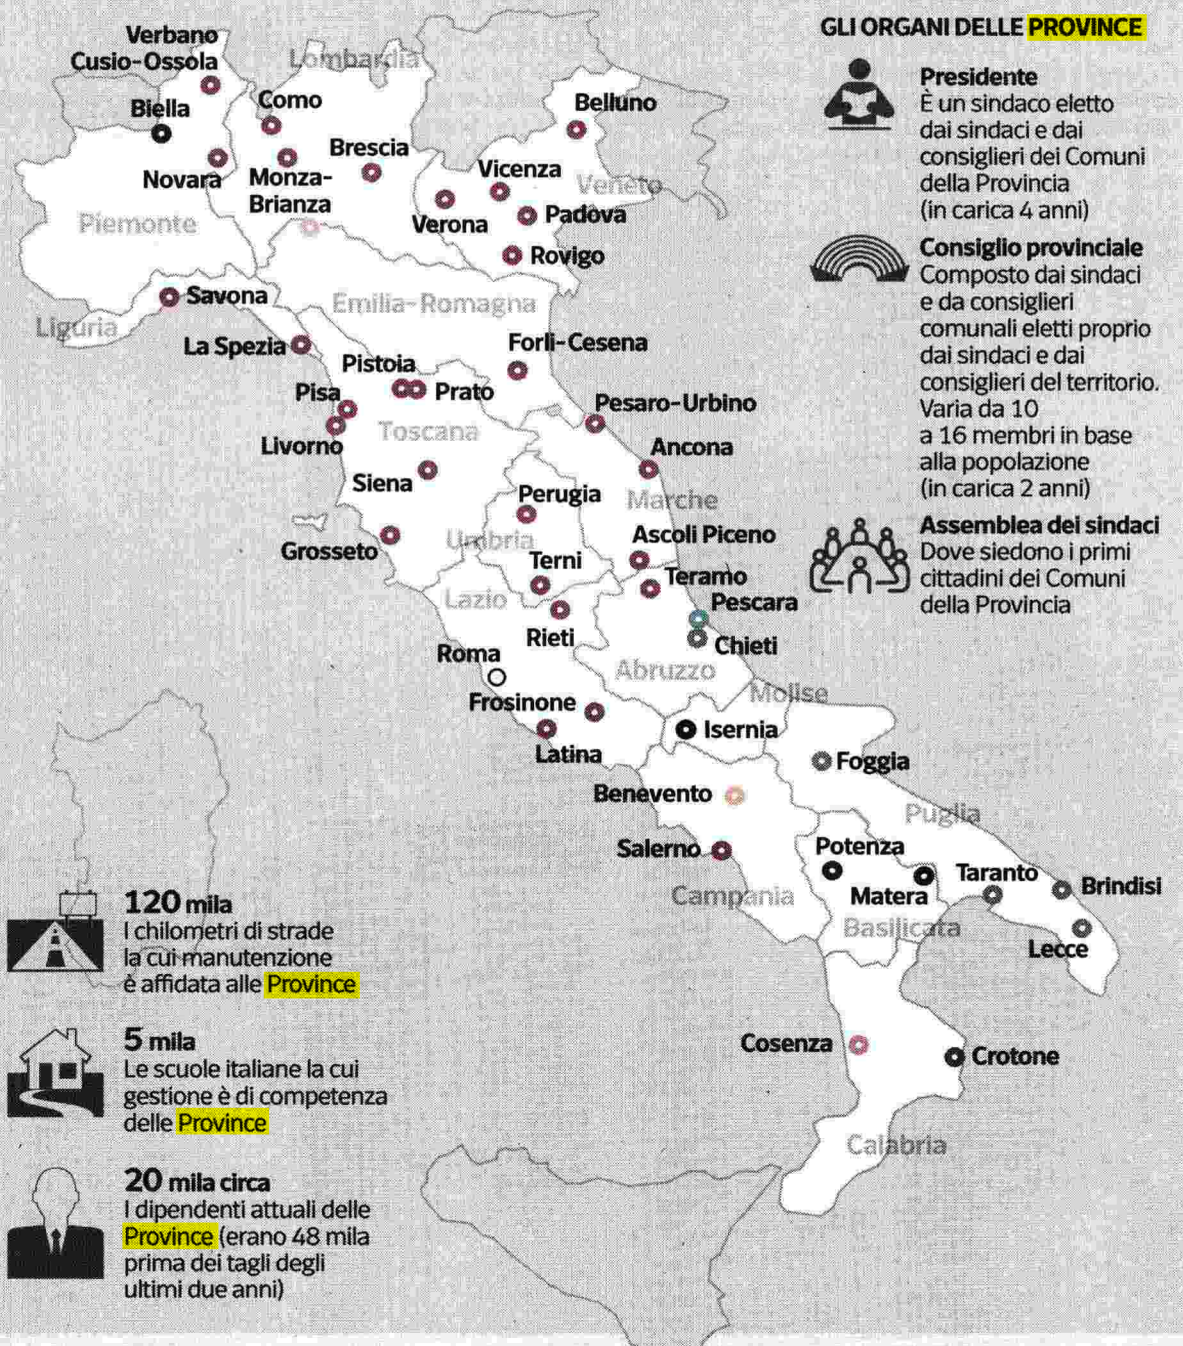 GLI ORGANI DELLE PROVINCE
Presidente
È un sindaco eletto
dai sindaci e dai
consiglieri dei Comuni
della Provincia
(in carica 4 anni)
Consiglio provinciale
Composto dai sindaci
e da consiglieri
comunali eletti proprio
dai sindaci e dai
consiglieri del territorio.
Varia da 10
a 16 membri in base
alla popolazione
(in carica 2 anni)
Assemblea dei sindaci
Dove siedono i primi
cittadini dei Comuni
della Provincia
Verbano
Cusio-Ossola
Lombardia
Biella
Como
Belluno
Brescia
Vicenza
Novara
Monza-
Brianza
Veneto
Piemonte
Verona
Padova
Rovigo
Savona
Emilia-Romagna
Liguria
La Spezia
Forlì-Cesena
Pistoia
Pisa
Prato
Pesaro-Urbino
Toscana
Livorno
Ancona
Siena
Perugia
Marche
Grosseto
Umbria
Ascoli Piceno
Terni
Teramo
Lazio
Pescara
Rieti
Chieti
Roma
Abruzzo
Molise
Frosinone
Isernia
Latina
Foggia
Benevento
Puglia
Salerno
Potenza
Taranto
Brindisi
Campania
Matera
Basilicata
Lecce
Cosenza
Crotone
Calabria
120 mila
I chilometri di strade
la cui manutenzione
è affidata alle Province
5 mila
Le scuole italiane la cui
gestione è di competenza
delle Province
20 mila circa
I dipendenti attuali delle
Province (erano 48 mila
prima dei tagli degli
ultimi due anni)